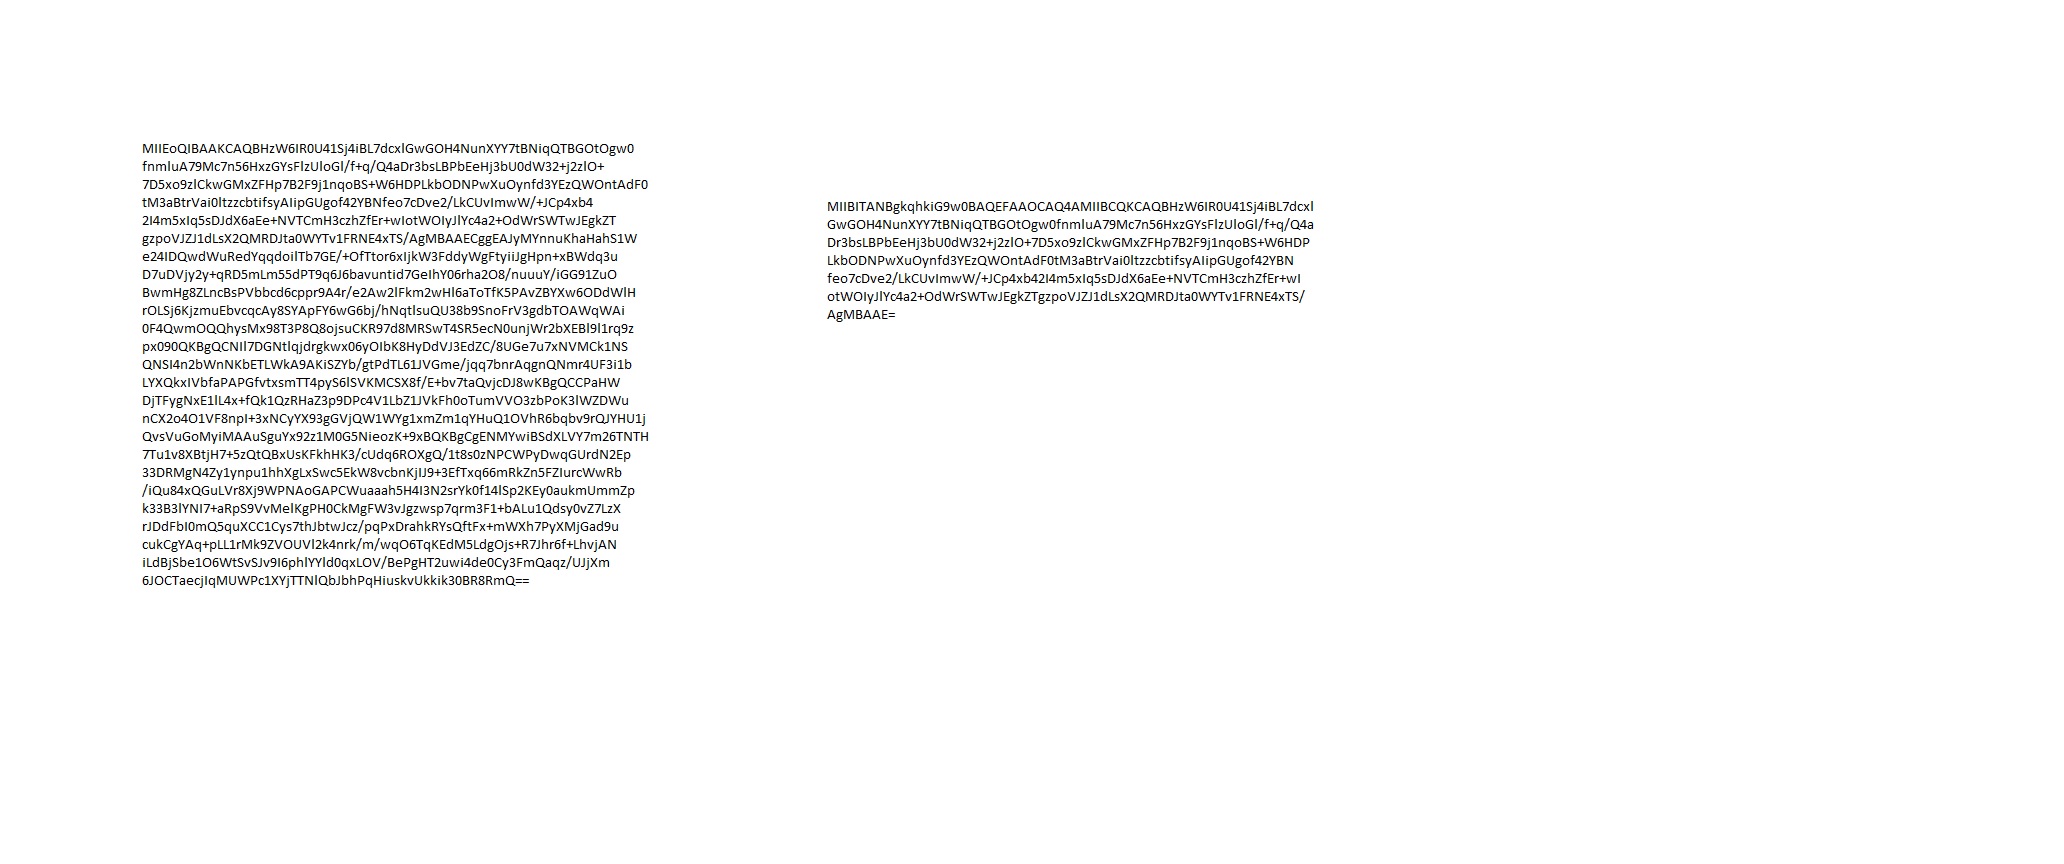 MIIEoQIBAAKCAQBHzW6IR0U41Sj4iBL7dcxlGwGOH4NunXYY7tBNiqQTBGOtOgw0
fnmluA79Mc7n56HxzGYsFlzUloGl/f+q/Q4aDr3bsLBPbEeHj3bU0dW32+j2zlO+
7D5xo9zlCkwGMxZFHp7B2F9j1nqoBS+W6HDPLkbODNPwXuOynfd3YEzQWOntAdF0
tM3aBtrVai0ltzzcbtifsyAIipGUgof42YBNfeo7cDve2/LkCUvImwW/+JCp4xb4
2I4m5xIq5sDJdX6aEe+NVTCmH3czhZfEr+wIotWOIyJlYc4a2+OdWrSWTwJEgkZT
gzpoVJZJ1dLsX2QMRDJta0WYTv1FRNE4xTS/AgMBAAECggEAJyMYnnuKhaHahS1W
e24IDQwdWuRedYqqdoilTb7GE/+OfTtor6xIjkW3FddyWgFtyiiJgHpn+xBWdq3u
D7uDVjy2y+qRD5mLm55dPT9q6J6bavuntid7GeIhY06rha2O8/nuuuY/iGG91ZuO
BwmHg8ZLncBsPVbbcd6cppr9A4r/e2Aw2lFkm2wHl6aToTfK5PAvZBYXw6ODdWlH
rOLSj6KjzmuEbvcqcAy8SYApFY6wG6bj/hNqtIsuQU38b9SnoFrV3gdbTOAWqWAi
0F4QwmOQQhysMx98T3P8Q8ojsuCKR97d8MRSwT4SR5ecN0unjWr2bXEBl9l1rq9z
px090QKBgQCNIl7DGNtlqjdrgkwx06yOIbK8HyDdVJ3EdZC/8UGe7u7xNVMCk1NS
QNSI4n2bWnNKbETLWkA9AKiSZYb/gtPdTL61JVGme/jqq7bnrAqgnQNmr4UF3i1b
LYXQkxIVbfaPAPGfvtxsmTT4pyS6lSVKMCSX8f/E+bv7taQvjcDJ8wKBgQCCPaHW
DjTFygNxE1lL4x+fQk1QzRHaZ3p9DPc4V1LbZ1JVkFh0oTumVVO3zbPoK3lWZDWu
nCX2o4O1VF8npI+3xNCyYX93gGVjQW1WYg1xmZm1qYHuQ1OVhR6bqbv9rQJYHU1j
QvsVuGoMyiMAAuSguYx92z1M0G5NieozK+9xBQKBgCgENMYwiBSdXLVY7m26TNTH
7Tu1v8XBtjH7+5zQtQBxUsKFkhHK3/cUdq6ROXgQ/1t8s0zNPCWPyDwqGUrdN2Ep
33DRMgN4Zy1ynpu1hhXgLxSwc5EkW8vcbnKjIJ9+3EfTxq66mRkZn5FZIurcWwRb
/iQu84xQGuLVr8Xj9WPNAoGAPCWuaaah5H4I3N2srYk0f14lSp2KEy0aukmUmmZp
k33B3lYNI7+aRpS9VvMelKgPH0CkMgFW3vJgzwsp7qrm3F1+bALu1Qdsy0vZ7LzX
rJDdFbI0mQ5quXCC1Cys7thJbtwJcz/pqPxDrahkRYsQftFx+mWXh7PyXMjGad9u
cukCgYAq+pLL1rMk9ZVOUVl2k4nrk/m/wqO6TqKEdM5LdgOjs+R7Jhr6f+LhvjAN
iLdBjSbe1O6WtSvSJv9I6phlYYld0qxLOV/BePgHT2uwi4de0Cy3FmQaqz/UJjXm
6JOCTaecjIqMUWPc1XYjTTNlQbJbhPqHiuskvUkkik30BR8RmQ==
MIIBITANBgkqhkiG9w0BAQEFAAOCAQ4AMIIBCQKCAQBHzW6IR0U41Sj4iBL7dcxl
GwGOH4NunXYY7tBNiqQTBGOtOgw0fnmluA79Mc7n56HxzGYsFlzUloGl/f+q/Q4a
Dr3bsLBPbEeHj3bU0dW32+j2zlO+7D5xo9zlCkwGMxZFHp7B2F9j1nqoBS+W6HDP
LkbODNPwXuOynfd3YEzQWOntAdF0tM3aBtrVai0ltzzcbtifsyAIipGUgof42YBN
feo7cDve2/LkCUvImwW/+JCp4xb42I4m5xIq5sDJdX6aEe+NVTCmH3czhZfEr+wI
otWOIyJlYc4a2+OdWrSWTwJEgkZTgzpoVJZJ1dLsX2QMRDJta0WYTv1FRNE4xTS/
AgMBAAE=